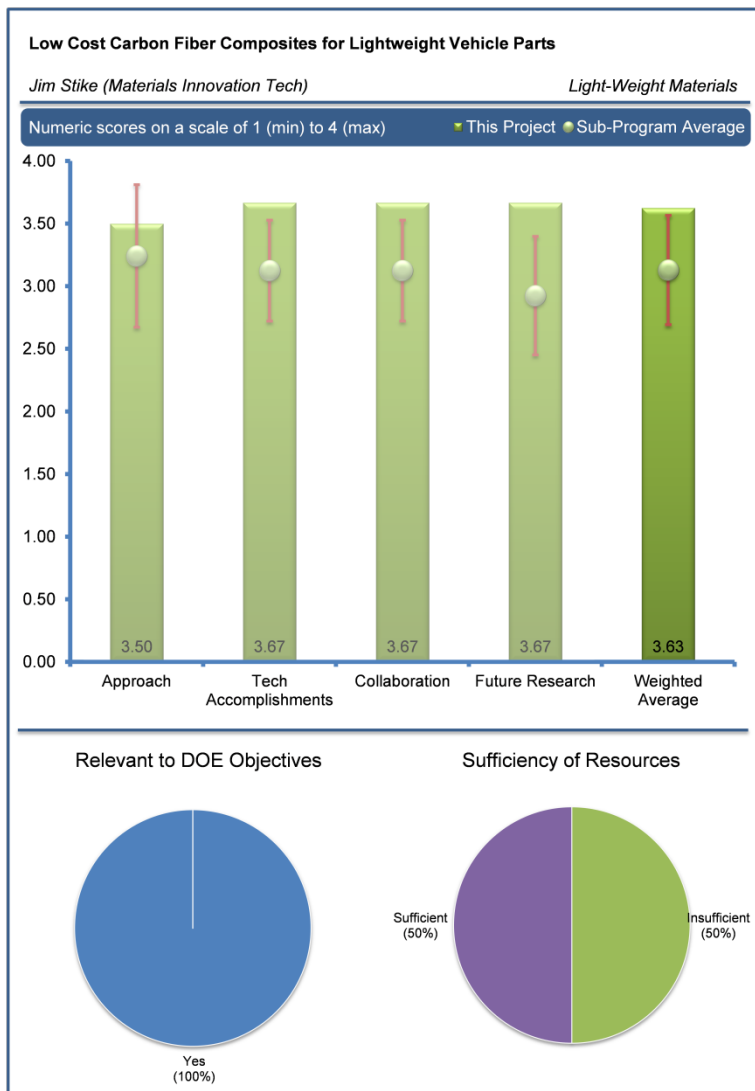 Low Cost Carbon Fiber Composites for Lightweight Vehicle Parts
Jim Stike (Materials Innovation Tech) Light-Weight Materials
Numeric scores on a scale of 1 (min) to 4 (max) This Project Sub-Program Average
4.00
3.50
3.00
2.50
2.00
1.50
1.00
0.50
0.00
3.50 3.67 3.67 3.67 3.63
Approach Tech Accomplishments Collaboration Future Research Weighted Average
Relevant to DOE Objectives Sufficiency of Resources
Sufficient
(50%)
Insufficient
(50%)
Yes
(100%)